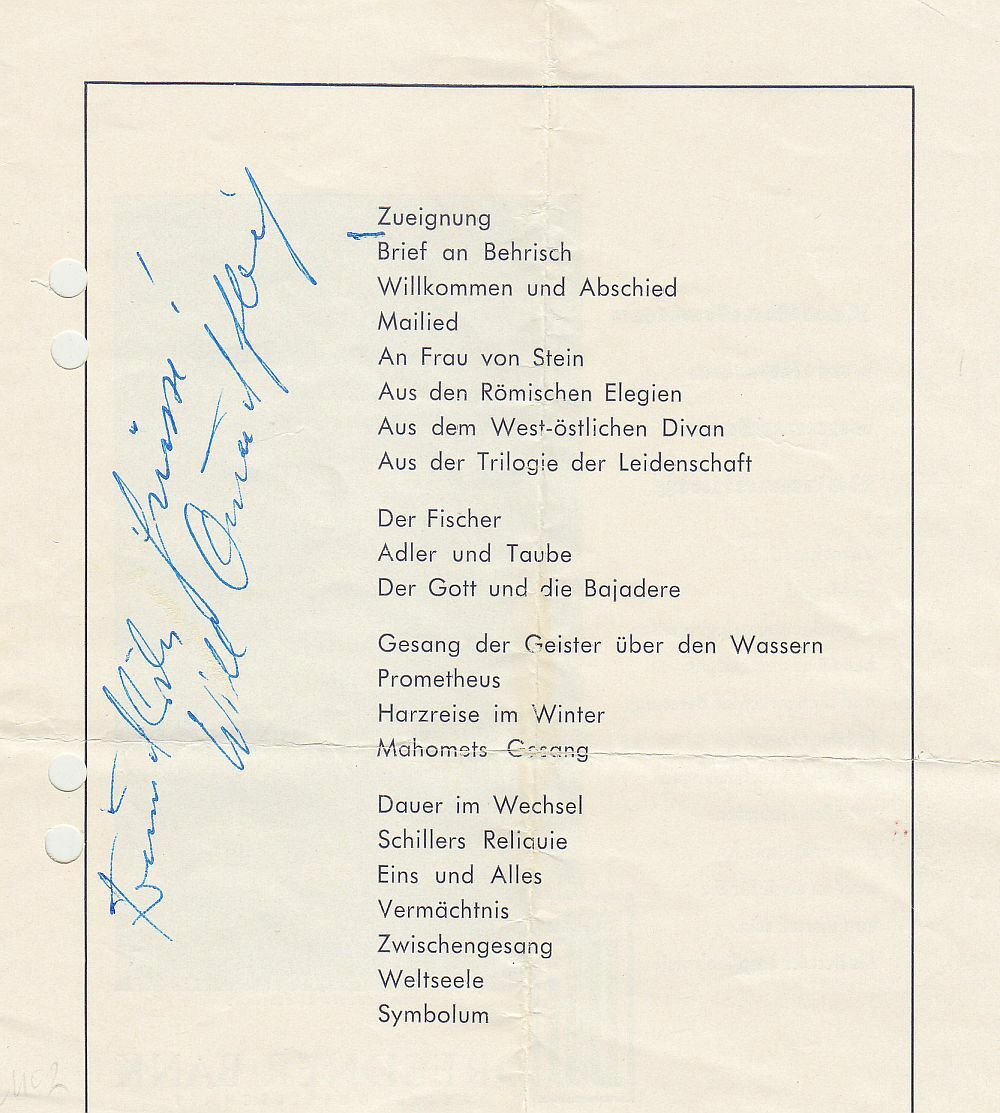 Zueignung
Brief an Behrisch
Willkommen und Abschied
Mailied
An Frau von Stein
Aus den Römischen Elegien
Aus dem West-östlichen Divan
Aus der Trilogie der Leidenschaft
Der Fischer
Adler und Taube
Der Gott und die Bajadere
Gesang der Geister über den Wassern
Prometheus
Harzreise im Winter
Mahomets Gesang
Dauer im Wechsel
Schillers Reliquie
Eins und Alles
Vermächtnis
Zwischengesang
Weltseele
Symbolum
Grüsse!
Will Quadflieg